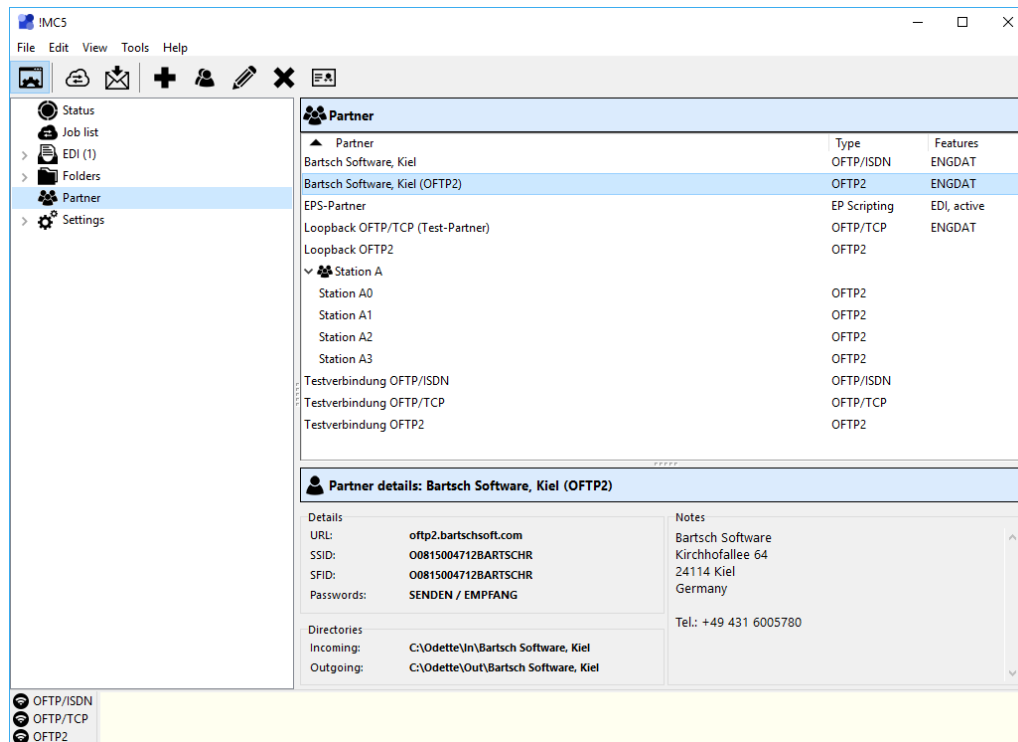 !MC5
File Edit View Tools Help
Status
Job list
EDI (1)
Folders
Partner
Settings
Partner
Partner Type Features
Bartsch Software, Kiel OFTP/ISDN ENGDAT
Bartsch Software, Kiel (OFTP2) OFTP2 ENGDAT
EPS-Partner EP Scripting EDI, active
Loopback OFTP/TCP (Test-Partner) OFTP/TCP ENGDAT
Loopback OFTP2 OFTP2
Station A
Station A0 OFTP2
Station A1 OFTP2
Station A2 OFTP2
Station A3 OFTP2
Testverbindung OFTP/ISDN OFTP/ISDN
Testverbindung OFTP/TCP OFTP/TCP
Testverbindung OFTP2 OFTP2
Partner details: Bartsch Software, Kiel (OFTP2)
Details
URL: oftp2.bartschsoft.com
SSID: O0815004712BARTSCHR
SFID: O0815004712BARTSCHR
Passwords: SENDEN / EMPFANG
Directories
Incoming: C:\Odette\In\Bartsch Software, Kiel
Outgoing: C:\Odette\Out\Bartsch Software, Kiel
Notes
Bartsch Software
Kirchhofallee 64
24114 Kiel
Germany
Tel.: +49 431 6005780
OFTP/ISDN
OFTP/TCP
OFTP2